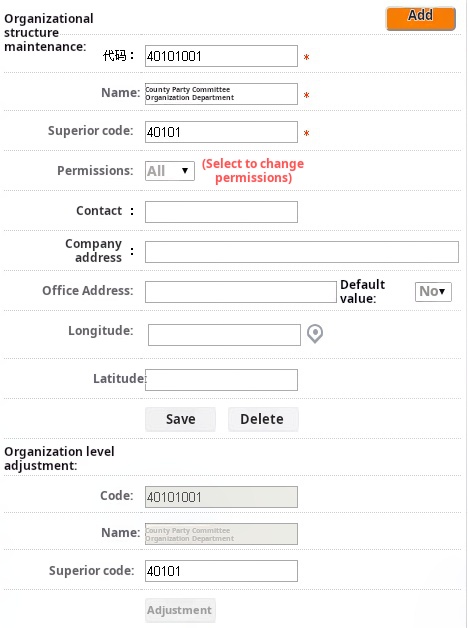 Organizational
structure
maintenance:
Add
代码：
40101001
*
Name:
County Party Committee
Organization Department
*
Superior code:
40101
*
Permissions:
All
(Select to change
permissions)
Contact :
Company
address :
Office Address:
Default
value:
No
Longitude:
Latitude:
Save
Delete
Organization level
adjustment:
Code:
40101001
Name:
County Party Committee
Organization Department
Superior code:
40101
Adjustment